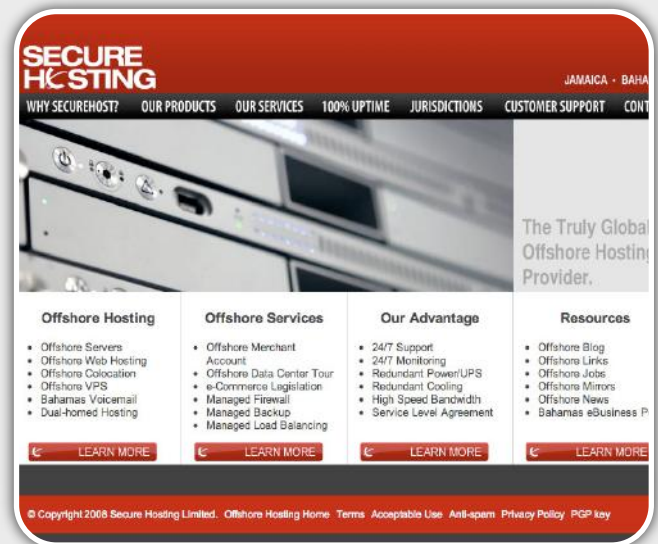 SECURE
HOSTING
JAMAICA • BAHA
WHY SECUREHOST? OUR PRODUCTS OUR SERVICES 100% UPTIME JURISDICTIONS CUSTOMER SUPPORT CONT
The Truly Global
Offshore Hosting
Provider.
Offshore Hosting
• Offshore Servers
• Offshore Web Hosting
• Offshore Colocation
• Offshore VPS
• Bahamas Voicemail
• Dual-homed Hosting
LEARN MORE
Offshore Services
• Offshore Merchant
Account
• Offshore Data Center Tour
• e-Commerce Legislation
• Managed Firewall
• Managed Backup
• Managed Load Balancing
LEARN MORE
Our Advantage
• 24/7 Support
• 24/7 Monitoring
• Redundant Power/UPS
• Redundant Cooling
• High Speed Bandwidth
• Service Level Agreement
LEARN MORE
Resources
• Offshore Blog
• Offshore Links
• Offshore Jobs
• Offshore Mirrors
• Offshore News
• Bahamas eBusiness P
LEARN MORE
© Copyright 2008 Secure Hosting Limited. Offshore Hosting Home Terms Acceptable Use Anti-spam Privacy Policy PGP key